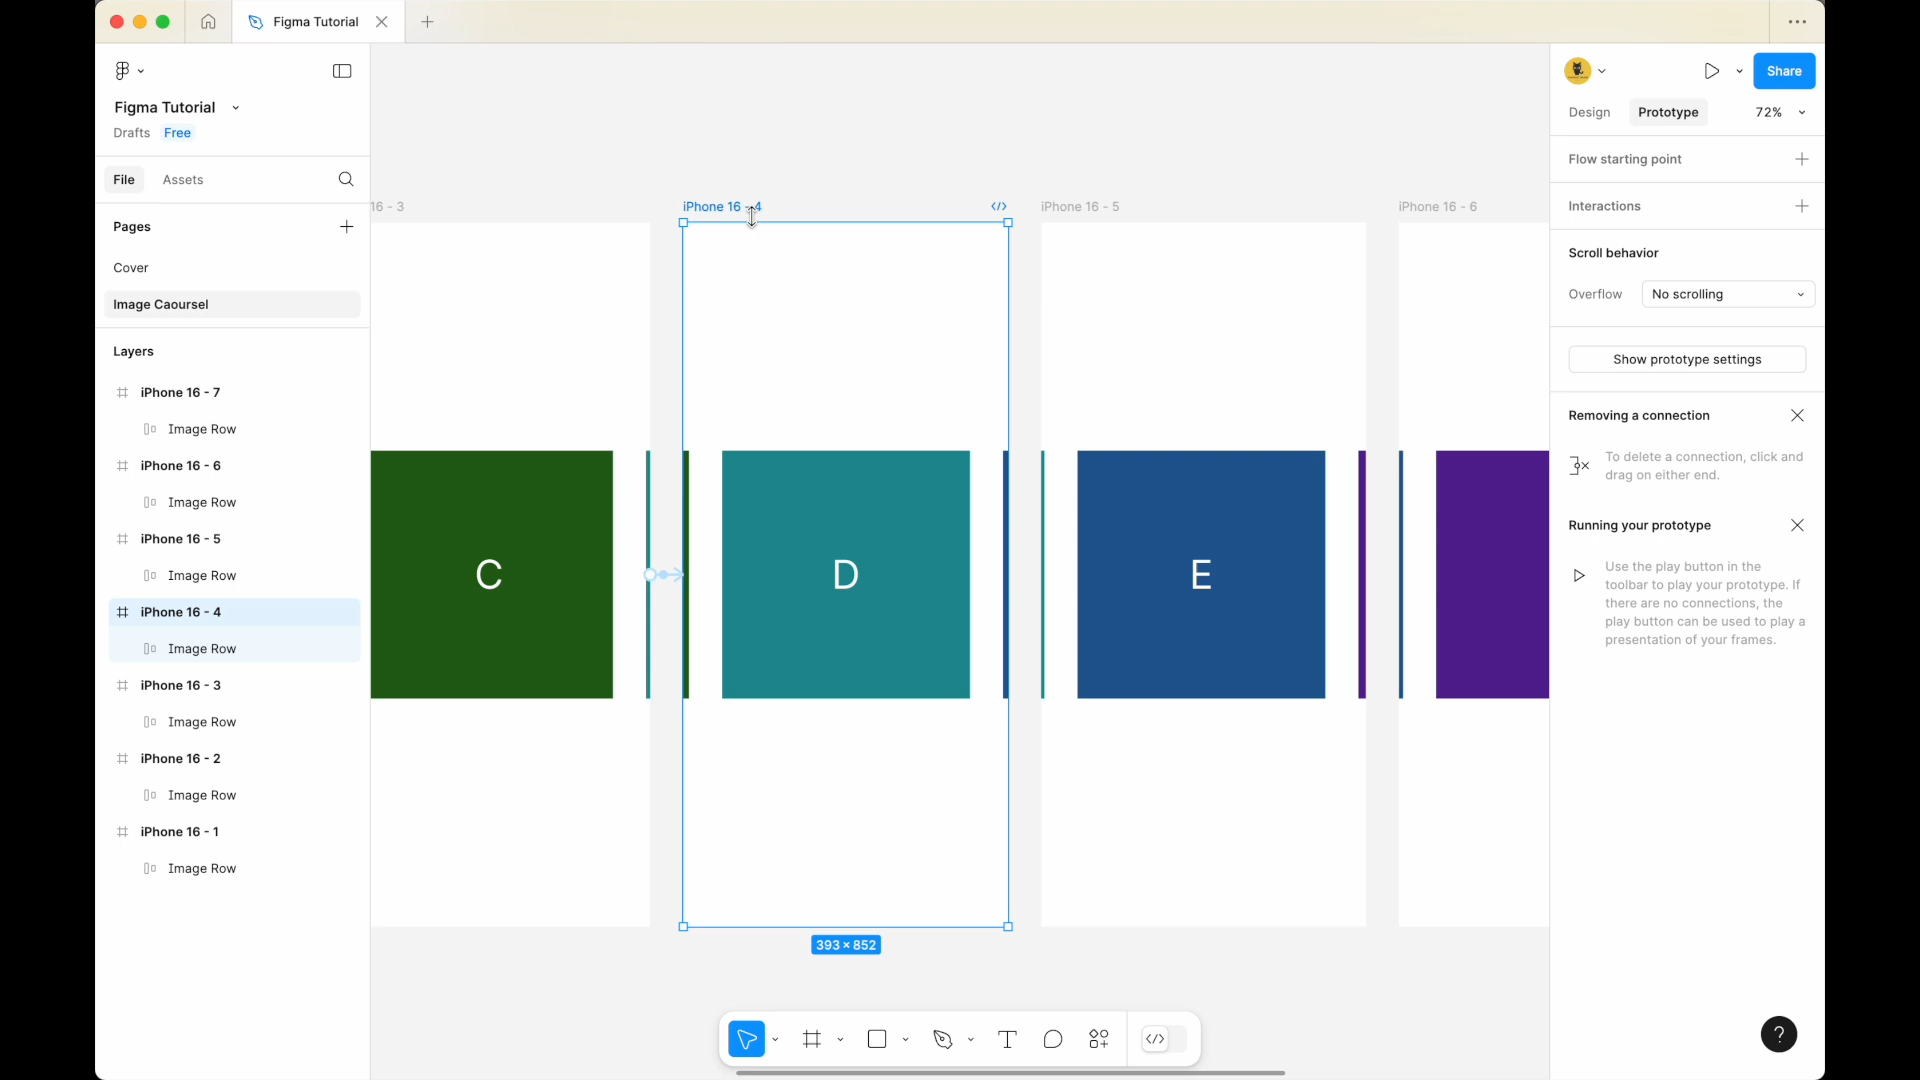 Figma Tutorial
Figma Tutorial
Drafts Free
File Assets
Pages
Cover
Image Caoursel
Layers
iPhone 16 - 7
Image Row
iPhone 16 - 6
Image Row
iPhone 16 - 5
Image Row
iPhone 16 - 4
Image Row
iPhone 16 - 3
Image Row
iPhone 16 - 2
Image Row
iPhone 16 - 1
Image Row
16 - 3
iPhone 16 - 4
iPhone 16 - 5
iPhone 16 - 6
C
D
E
393 × 852
Share
Design Prototype 72%
Flow starting point
Interactions
Scroll behavior
Overflow No scrolling
Show prototype settings
Removing a connection
To delete a connection, click and
drag on either end.
Running your prototype
Use the play button in the
toolbar to play your prototype. If
there are no connections, the
play button can be used to play a
presentation of your frames.
?